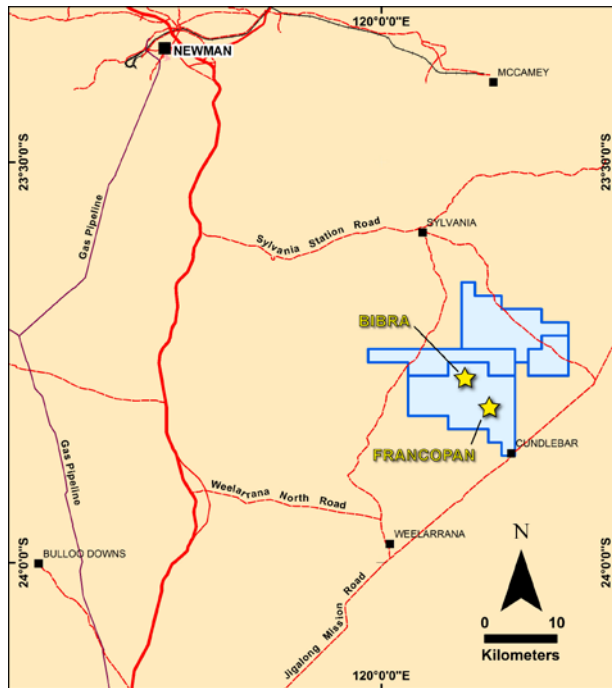 120°0'0"E
NEWMAN
MCCAMEY
23°30'0"S
23°30'0"S
Gas Pipeline
SYLVANIA
Sylvania Station Road
BIBRA
FRANCOPAN
CUNDLEBAR
Gas Pipeline
Weelarrana North Road
WEELARRANA
BULLOO DOWNS
24°0'0"S
24°0'0"S
N
0 10
Kilometers
Jigalong Mission Road
120°0'0"E